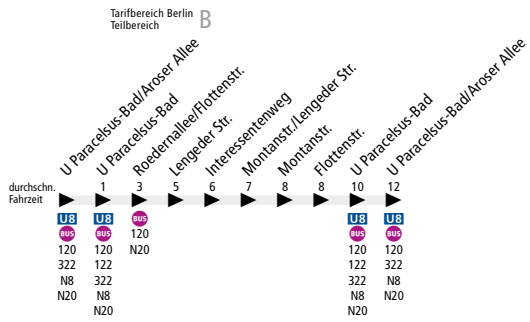 Tarifbereich Berlin
Teilbereich
B
U Paracelsus-Bad/Aroser Allee
U Paracelsus-Bad
Roedernallee/Flottenstr.
Lengeder Str.
Interessentenweg
Montanstr./Lengeder Str.
Montanstr.
Flottenstr.
U Paracelsus-Bad
U Paracelsus-Bad/Aroser Allee
durchschn.
Fahrzeit
1 3 5 6 7 8 8 10 12
U8
BUS
120
322
N8
N20
U8
BUS
120
122
322
N8
N20
BUS
120
N20
U8
BUS
120
122
322
N8
N20
U8
BUS
120
322
N8
N20